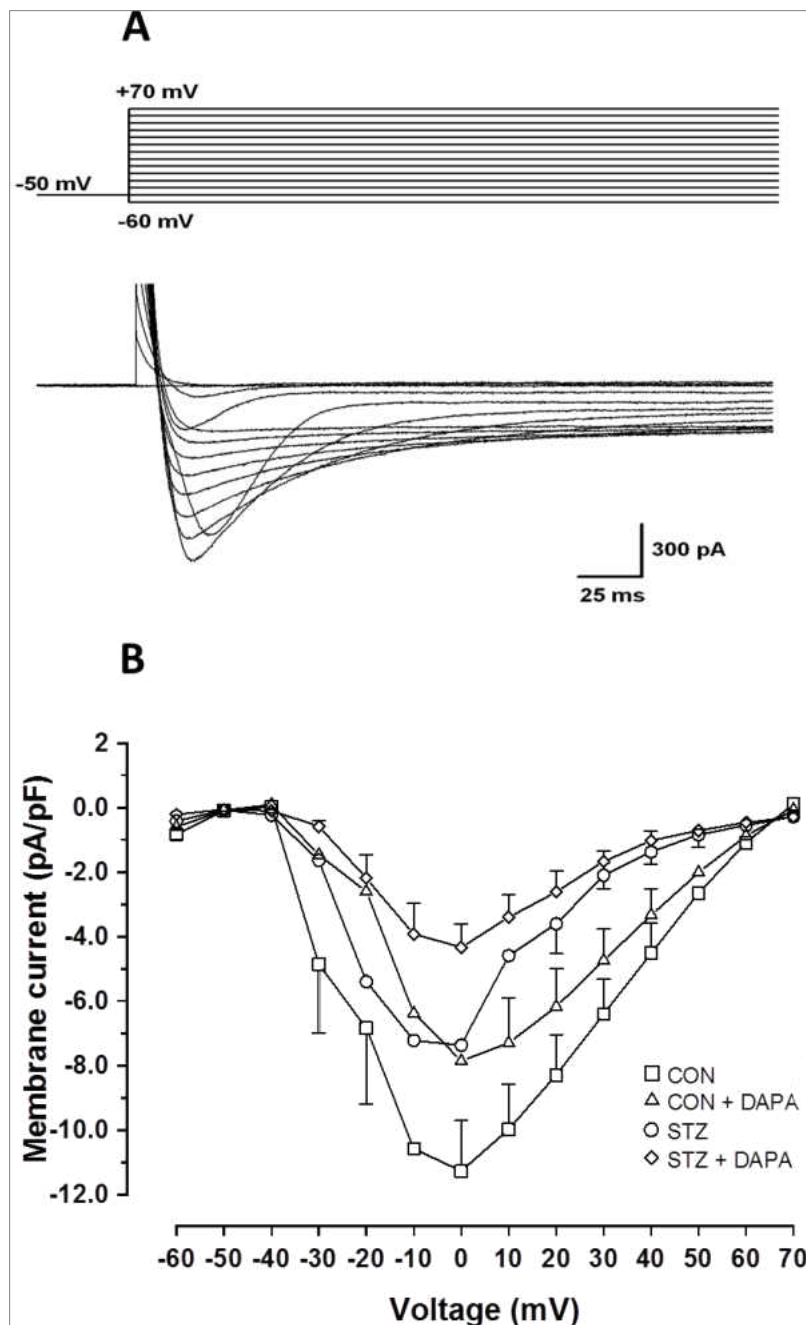 A
+70 mV
-50 mV
-60 mV
300 pA
25 ms
B
Membrane current (pA/pF)
2
0.0
-2.0
-4.0
-6.0
-8.0
-10.0
-12.0
CON
CON + DAPA
STZ
STZ + DAPA
-60 -50 -40 -30 -20 -10 0 10 20 30 40 50 60 70
Voltage (mV)